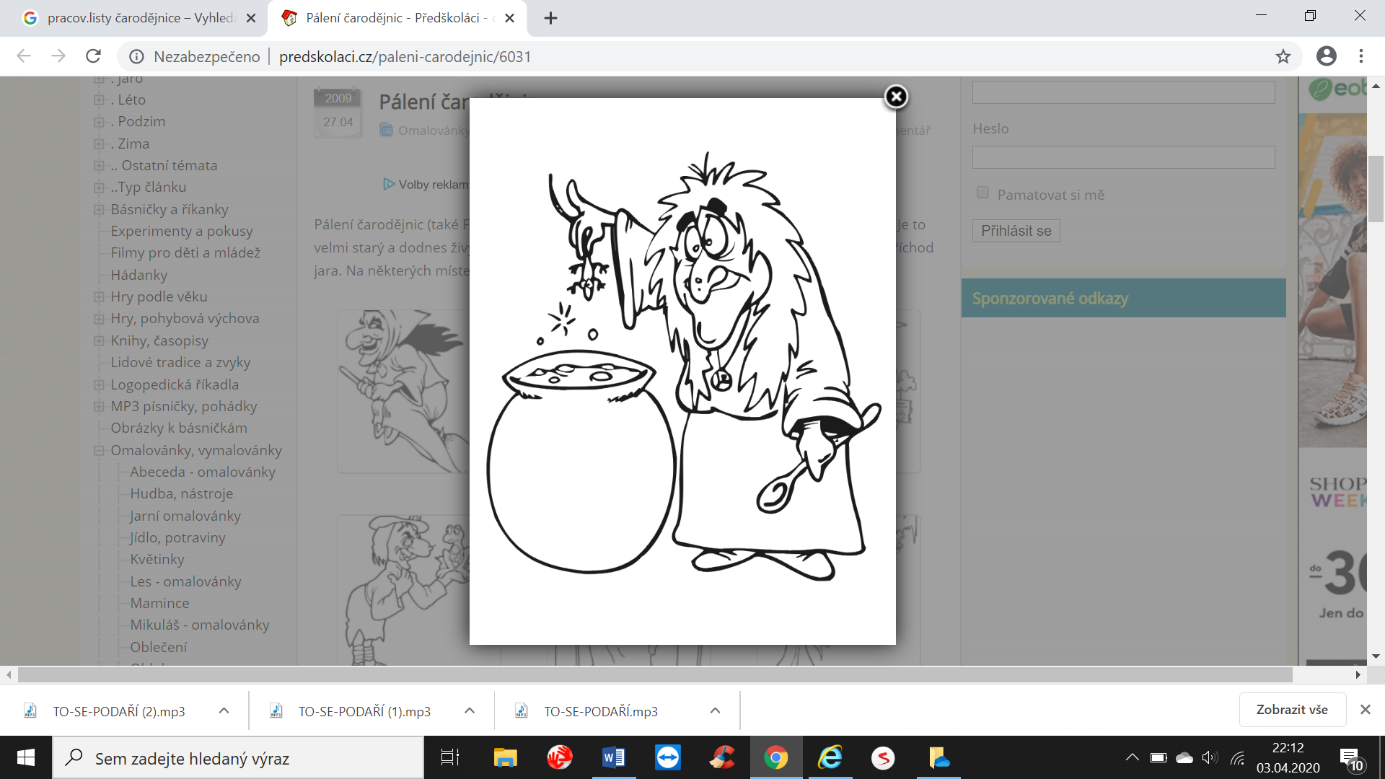 pracov.listy čarodějnice – Vyhled
Pálení čarodějnic - Předškoláci - 
Nezabezpečeno
predskolaci.cz/paleni-carodejnic/6031
. Jaro
. Léto
. Podzim
. Zima
.. Ostatní témata
..Typ článku
Básničky a říkanky
Experimenty a pokusy
Filmy pro děti a mládež
Hádanky
Hry podle věku
Hry, pohybová výchova
Knihy, časopisy
Lidové tradice a zvyky
Logopedická říkadla
MP3 písničky, pohádky
Obrázky k básničkám
Omalovánky, vymalovánky
Abeceda - omalovánky
Hudba, nástroje
Jarní omalovánky
Jídlo, potraviny
Květinky
Les - omalovánky
Mamince
Mikuláš - omalovánky
Oblečení
2009
27.04
Pálení
Omalovánky
entář
Volby reklam
Pálení čarodějnic (také
Je to
velmi starý a dodnes
říchod
jara. Na některých
Heslo
Pamatovat si mě
Přihlásit se
Sponzorované odkazy
eob
SHOP
WEEK
do
30
Jen do
TO-SE-PODAŘÍ (2).mp3
TO-SE-PODAŘÍ (1).mp3
TO-SE-PODAŘÍ.mp3
Zobrazit vše
Sem zadejte hledaný výraz
22:12
03.04.2020
10